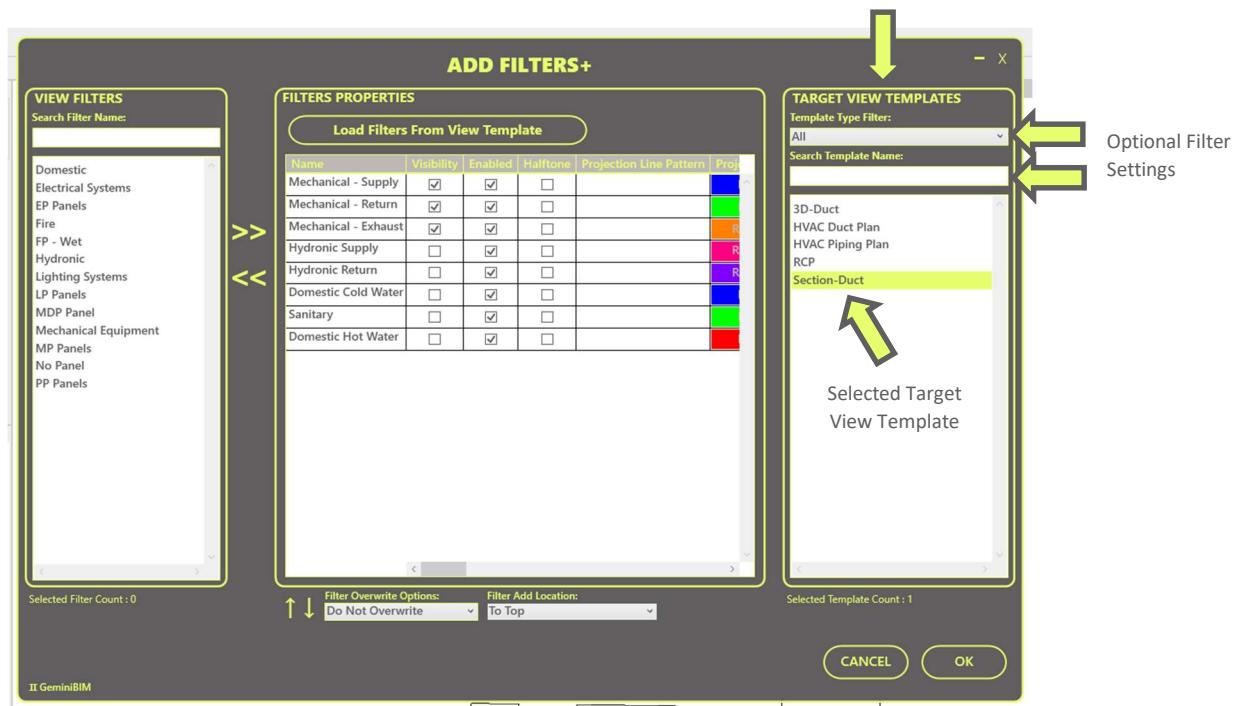 ADD FILTERS+
– X
VIEW FILTERS
Search Filter Name:
Domestic
Electrical Systems
EP Panels
Fire
FP - Wet
Hydronic
Lighting Systems
LP Panels
MDP Panel
Mechanical Equipment
MP Panels
No Panel
PP Panels
Selected Filter Count : 0
>>
<<
FILTERS PROPERTIES
Load Filters From View Template
Name Visibility Enabled Halftone Projection Line Pattern Proj
Mechanical - Supply
Mechanical - Return
Mechanical - Exhaust R
Hydronic Supply R
Hydronic Return R
Domestic Cold Water
Sanitary
Domestic Hot Water
Filter Overwrite Options:
Do Not Overwrite
Filter Add Location:
To Top
TARGET VIEW TEMPLATES
Template Type Filter:
All
Search Template Name:
3D-Duct
HVAC Duct Plan
HVAC Piping Plan
RCP
Section-Duct
Selected Target
View Template
Selected Template Count : 1
Optional Filter
Settings
CANCEL
OK
II GeminiBIM